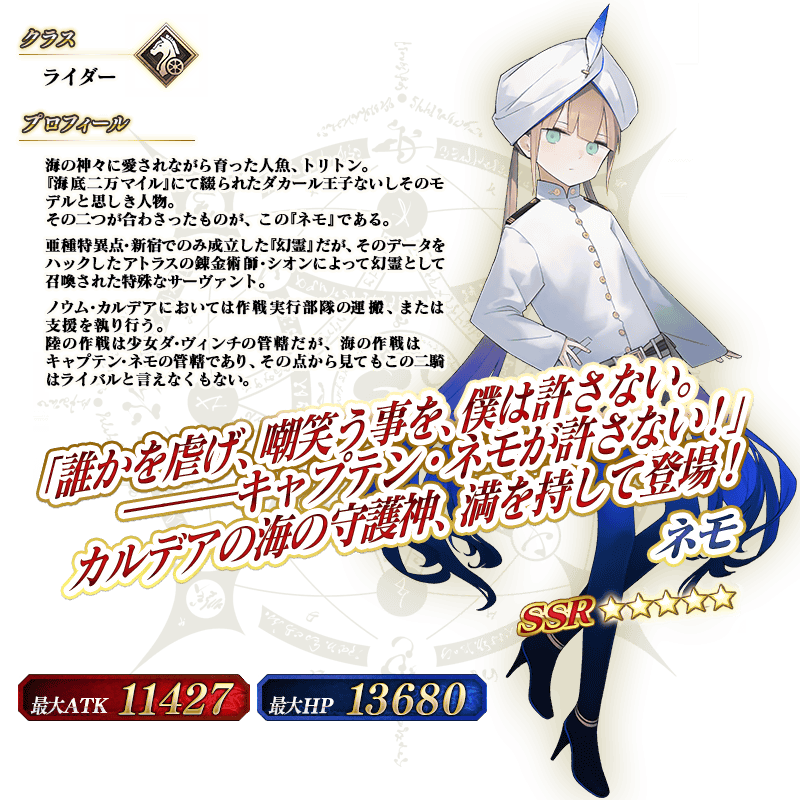 クラス
ライダー
プロフィール
海の神々に愛されながら育った人魚、トリトン。
『海底二万マイル』にて綴られたダカール王子ないしそのモ
デルと思しき人物。
その二つが合わさったものが、この『ネモ』である。
亜種特異点・新宿でのみ成立した『幻霊』だが、そのデータを
ハックしたアトラスの錬金術師・シオンによって幻霊として
召喚された特殊なサーヴァント。
ノウム・カルデアにおいては作戦実行部隊の運搬、または
支援を執り行う。
陸の作戦は少女ダ・ヴィンチの管轄だが、海の作戦は
キャプテン・ネモの管轄であり、その点から見てもこの二騎
はライバルと言えなくもない。
「誰かを虐げ、嘲笑う事を、僕は許さない。
――キャプテン・ネモが許さない!」
カルデアの海の守護神、満を持して登場!
ネモ
SSR ★★★★★
最大ATK 11427
最大HP 13680